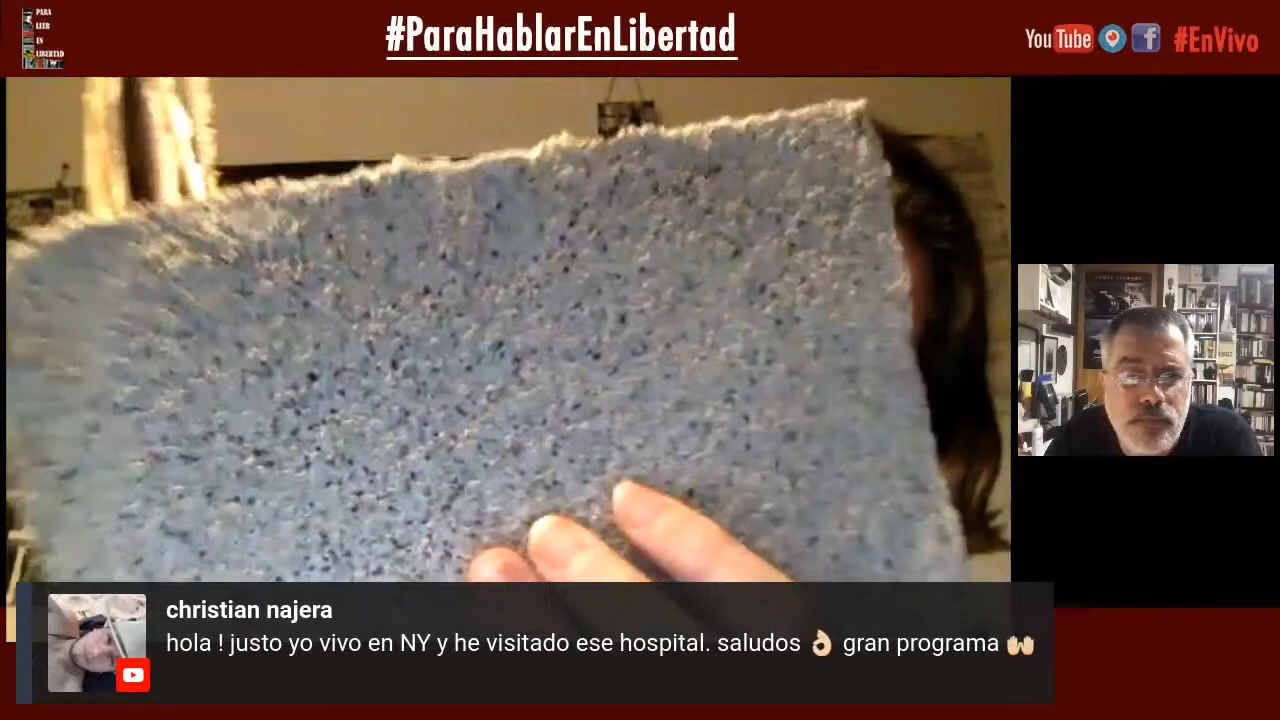 PARA
LEER
EN
LIBERTAD
#ParaHablarEnLibertad
YouTube
#EnVivo
christian najera
hola ! justo yo vivo en NY y he visitado ese hospital. saludos 👌🏼 gran programa 🙌🏼